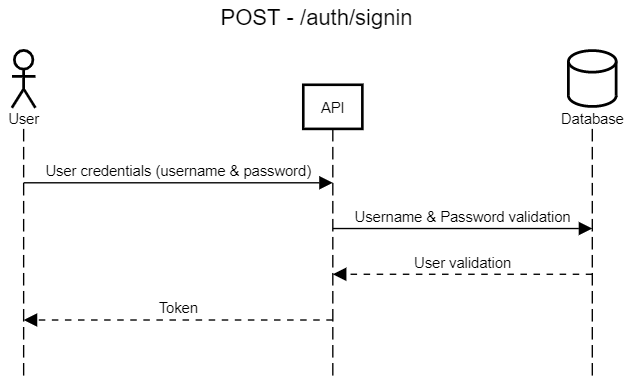 POST - /auth/signin
User
API
Database
User credentials (username & password)
Username & Password validation
User validation
Token